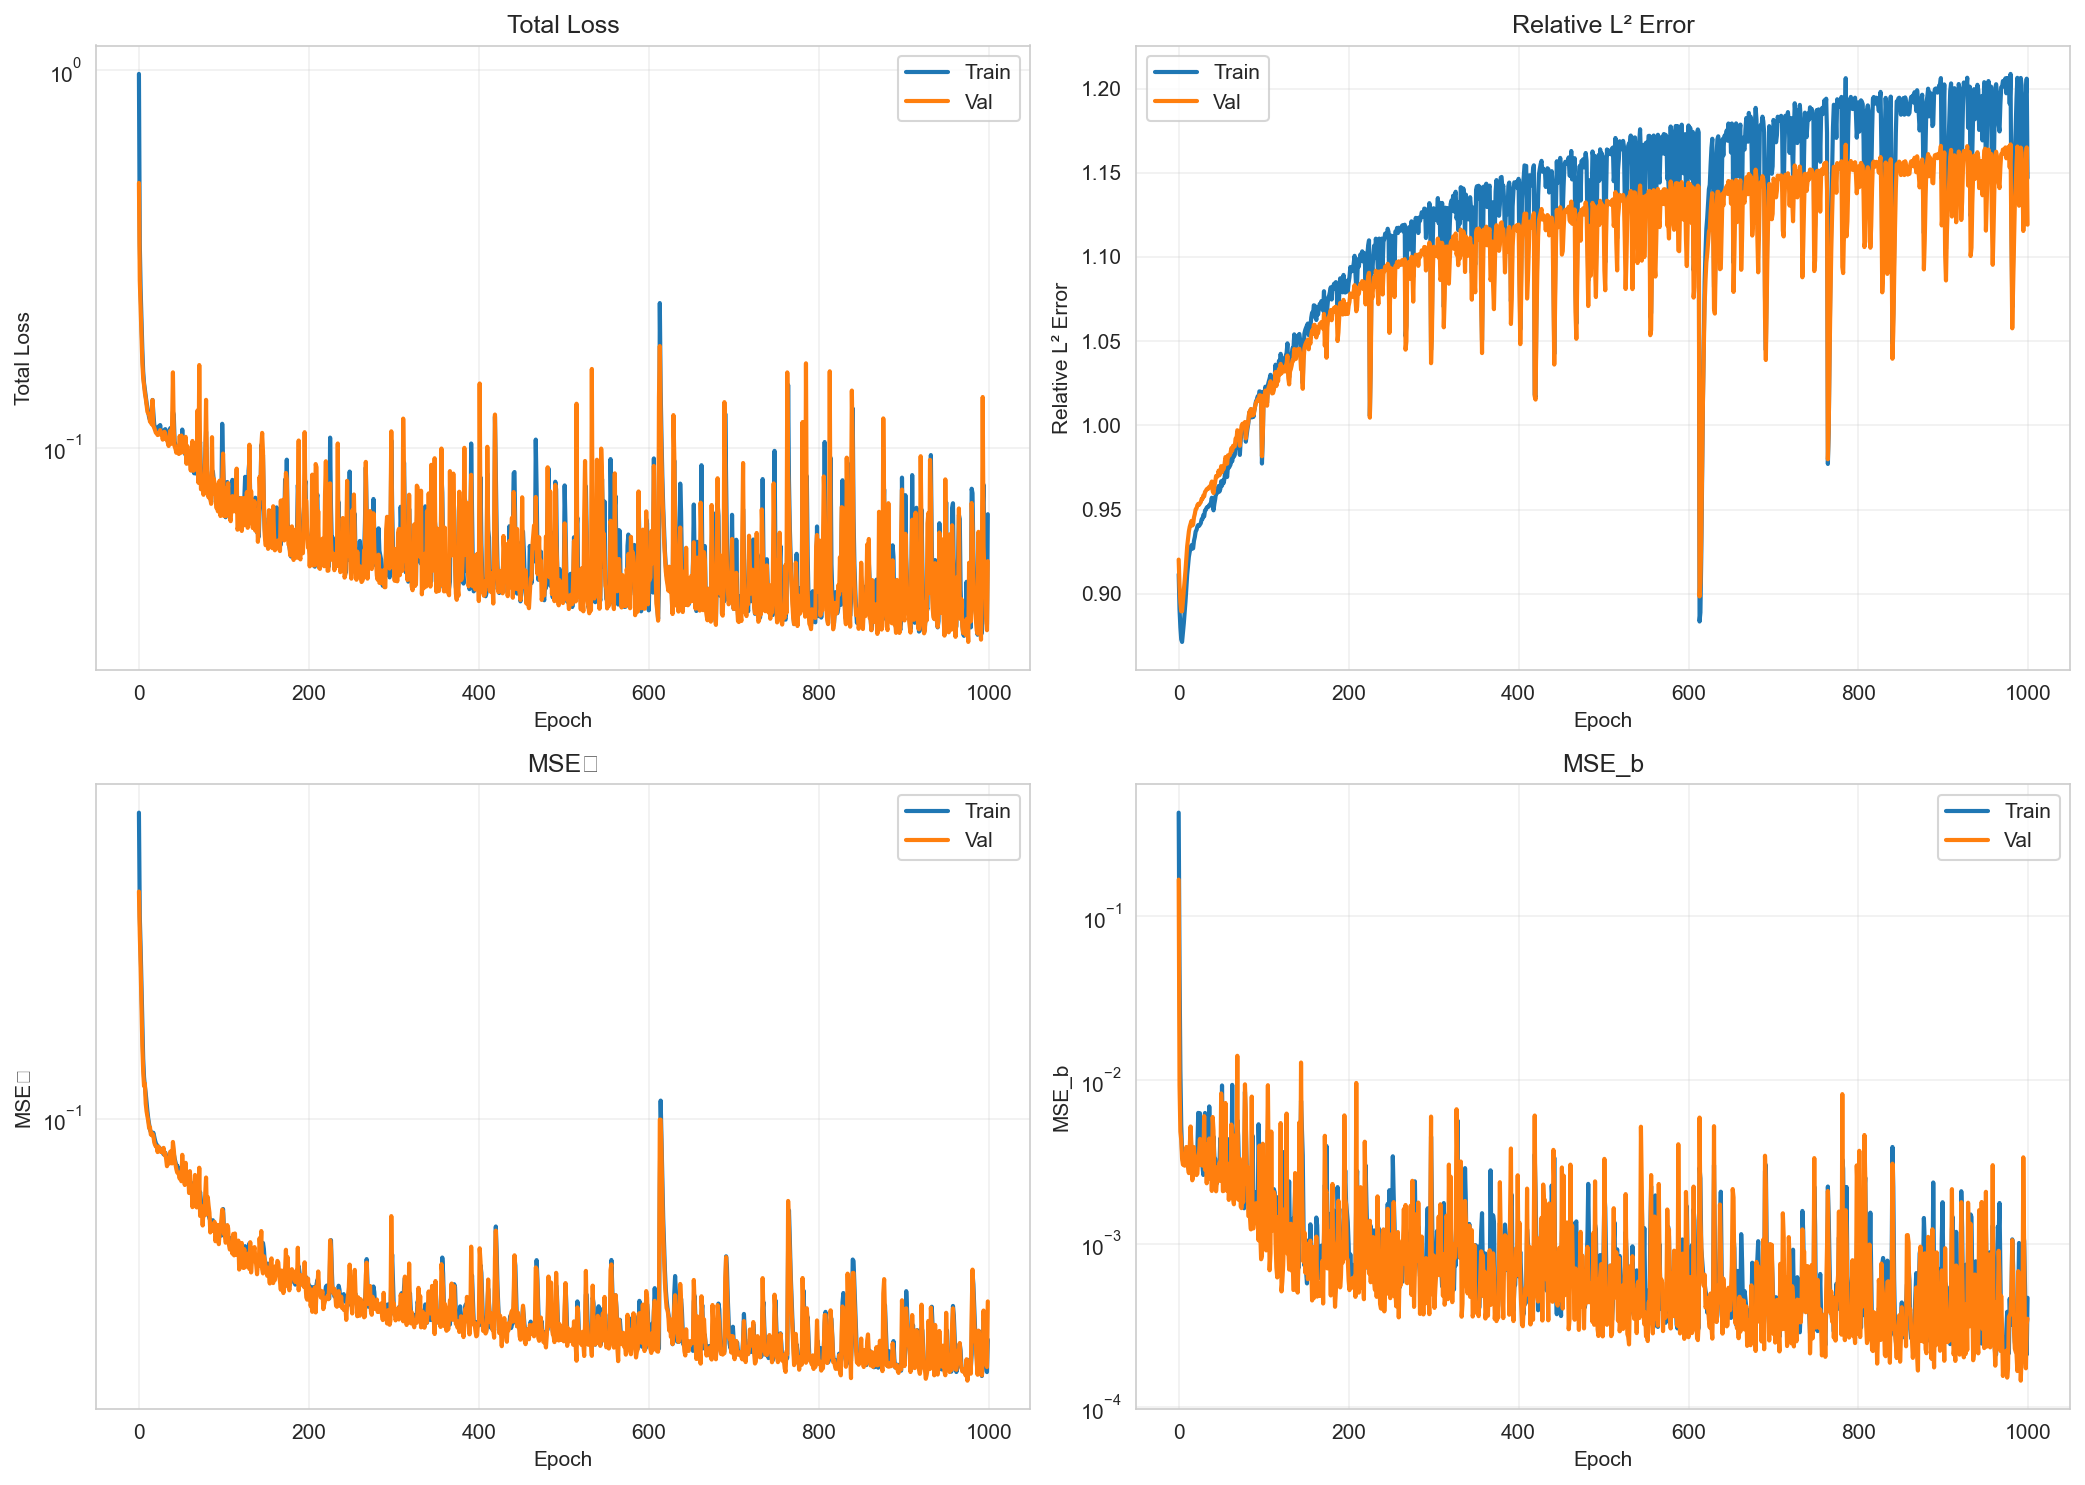 Total Loss
10⁰
10⁻¹
Total Loss
Train
Val
0 200 400 600 800 1000
Epoch
Relative L² Error
1.20
1.15
1.10
1.05
1.00
0.95
0.90
Relative L² Error
Train
Val
0 200 400 600 800 1000
Epoch
MSE□
10⁻¹
MSE□
Train
Val
0 200 400 600 800 1000
Epoch
MSE_b
10⁻¹
10⁻²
10⁻³
10⁻⁴
MSE_b
Train
Val
0 200 400 600 800 1000
Epoch